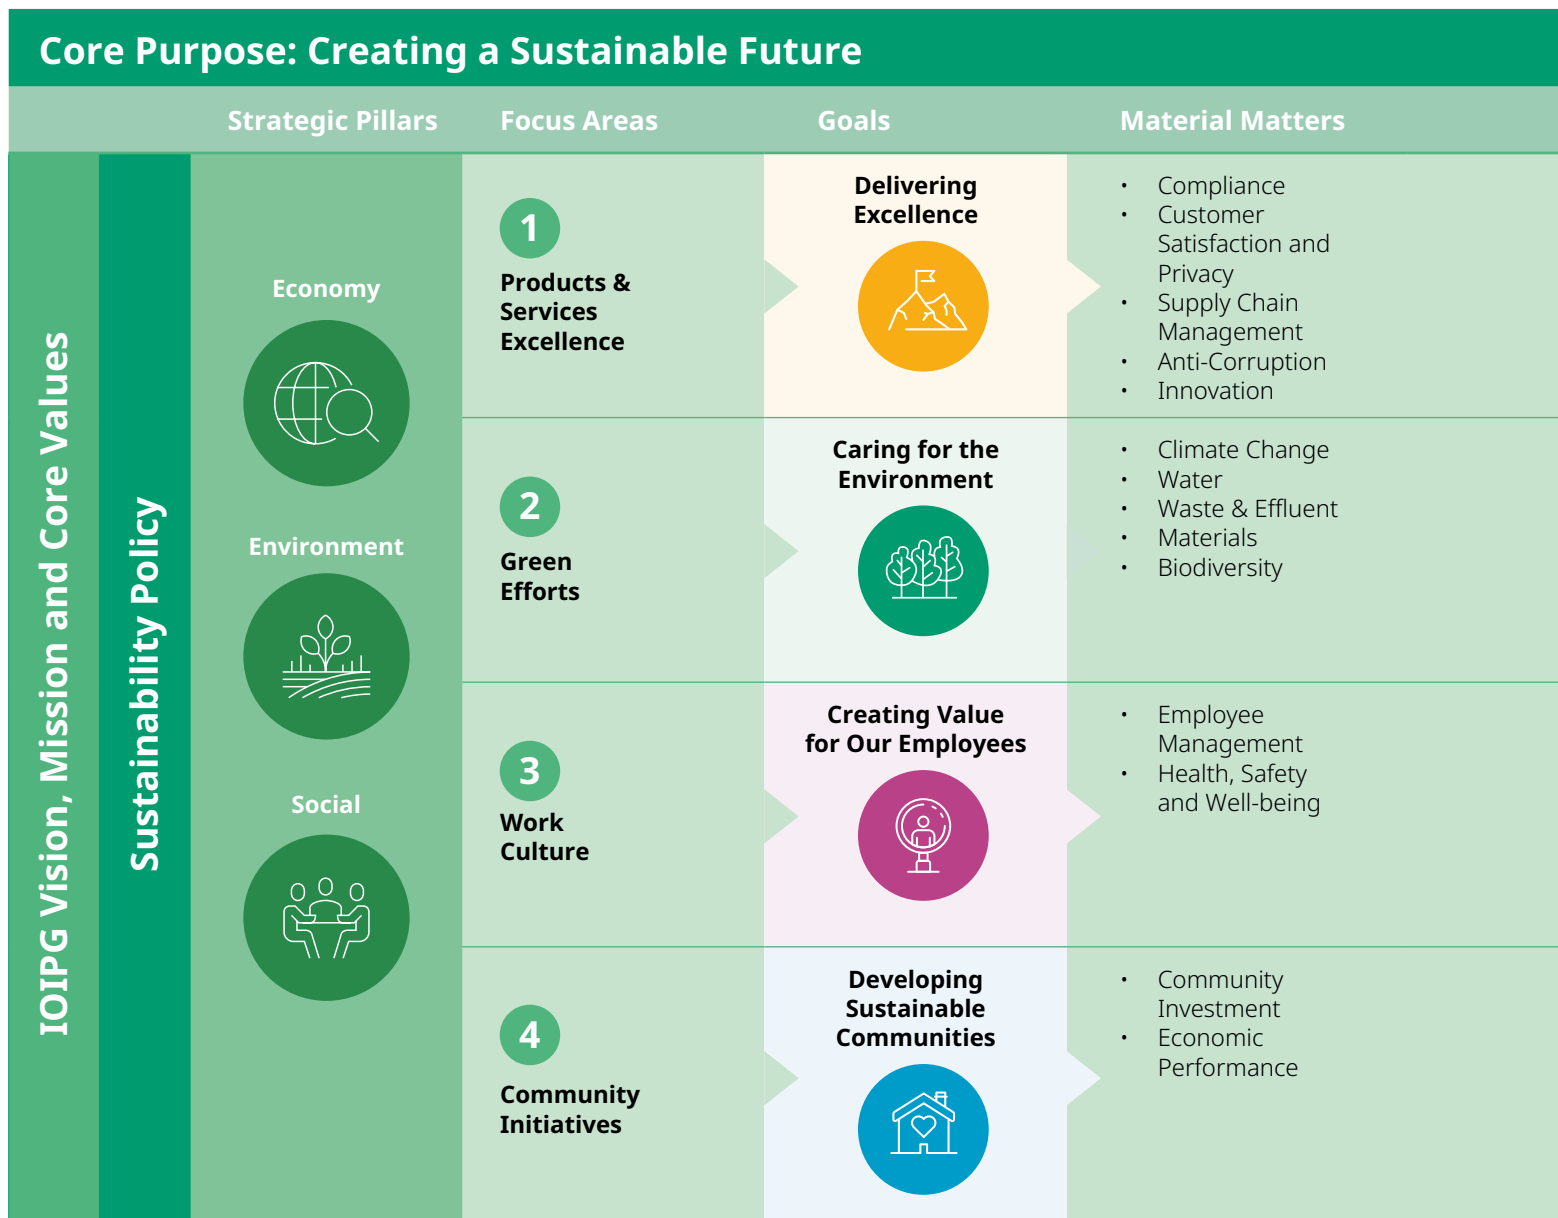 Core Purpose: Creating a Sustainable Future
Strategic Pillars
Focus Areas
Goals
Material Matters
IOIPG Vision, Mission and Core Values
Sustainability Policy
Economy
Environment
Social
1
Products &
Services
Excellence
Delivering
Excellence
• Compliance
• Customer
Satisfaction and
Privacy
• Supply Chain
Management
• Anti-Corruption
• Innovation
2
Green
Efforts
Caring for the
Environment
• Climate Change
• Water
• Waste & Effluent
• Materials
• Biodiversity
3
Work
Culture
Creating Value
for Our Employees
• Employee
Management
• Health, Safety
and Well-being
4
Community
Initiatives
Developing
Sustainable
Communities
• Community
Investment
• Economic
Performance